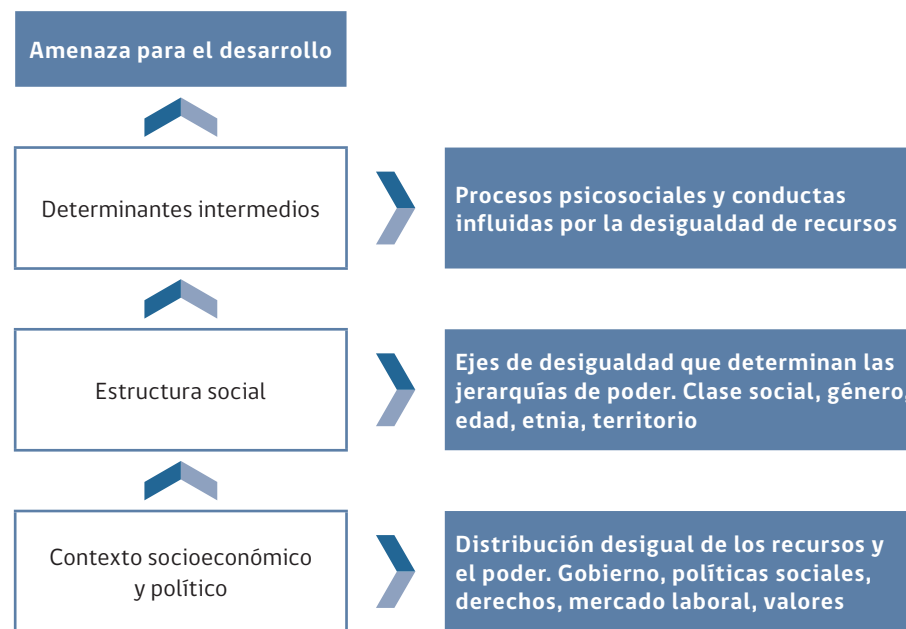 Amenaza para el desarrollo
Determinantes intermedios
Procesos psicosociales y conductas
influidas por la desigualdad de recursos
Estructura social
Ejes de desigualdad que determinan las
jerarquías de poder. Clase social, género,
edad, etnia, territorio
Contexto socioeconómico
y político
Distribución desigual de los recursos y
el poder. Gobierno, políticas sociales,
derechos, mercado laboral, valores